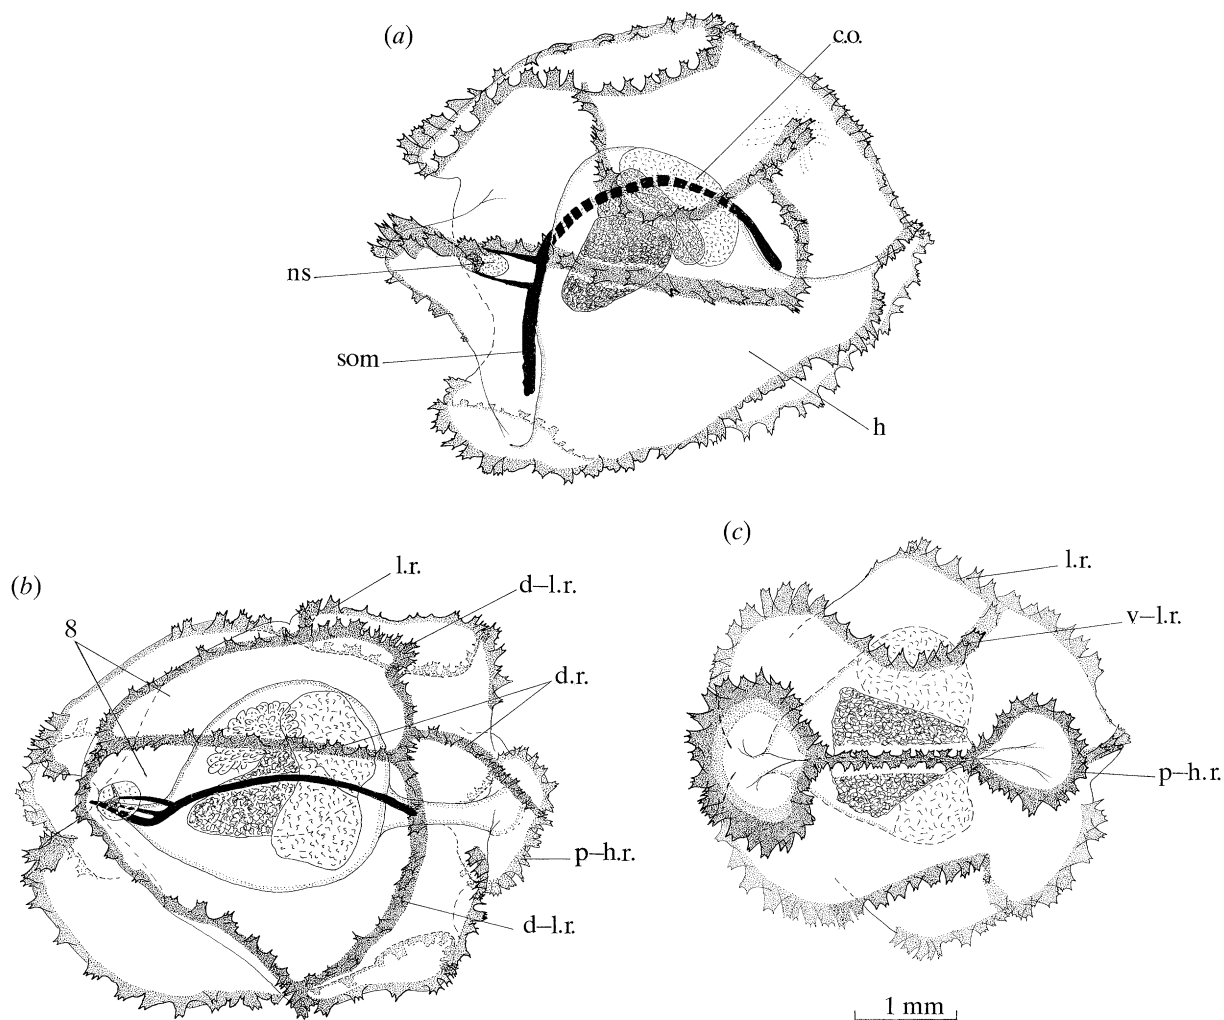 (a)
c.o.
ns
som
h
(b)
l.r.
d–l.r.
8
d.r.
p–h.r.
d–l.r.
(c)
l.r.
v–l.r.
p–h.r.
1 mm